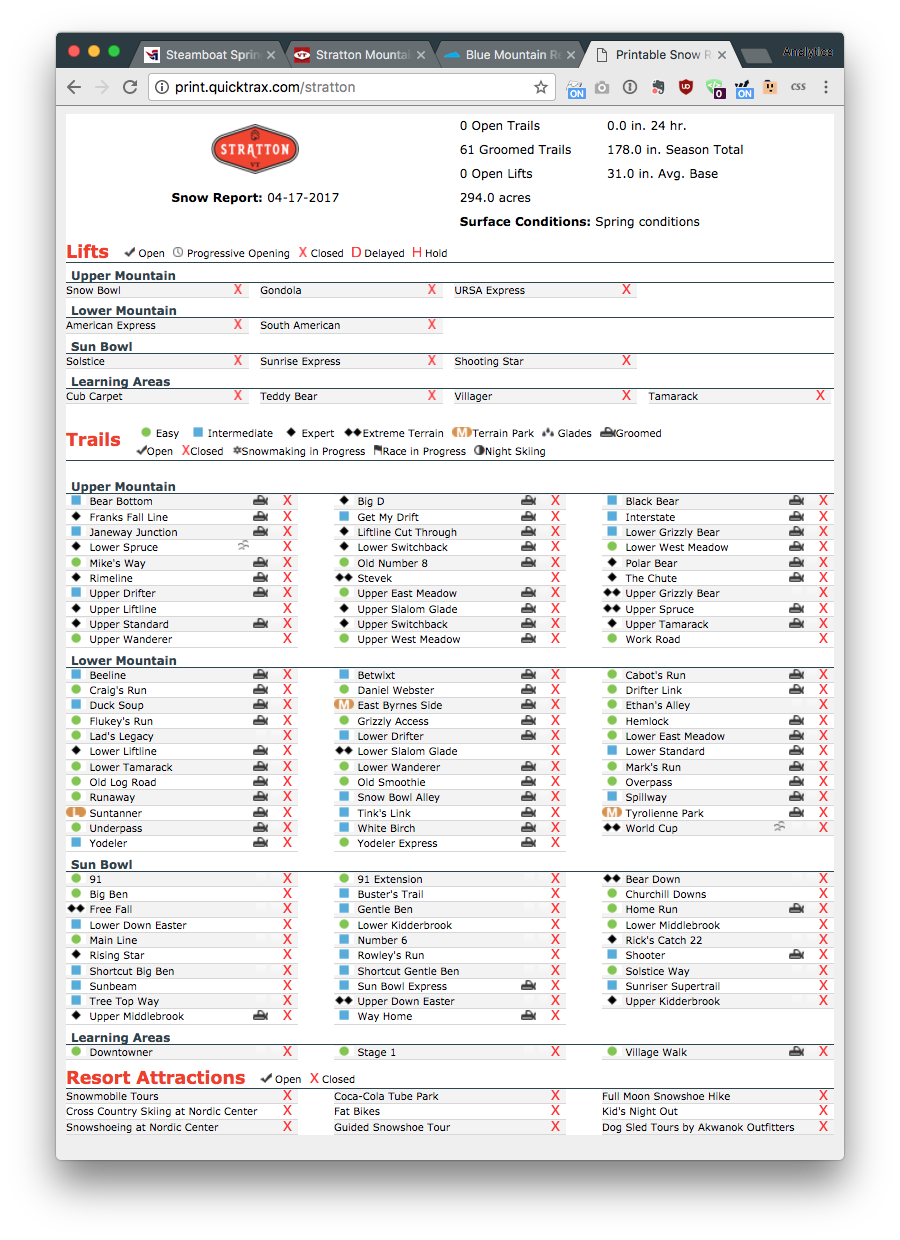 Steamboat Sprin
Stratton Mountai
Blue Mountain Re
Printable Snow R
Analytics
print.quicktrax.com/stratton
ON
UD
0
ON
CSS
STRATTON
VT
Snow Report: 04-17-2017
0 Open Trails 0.0 in. 24 hr.
61 Groomed Trails 178.0 in. Season Total
0 Open Lifts 31.0 in. Avg. Base
294.0 acres
Surface Conditions: Spring conditions
Lifts Open Progressive Opening X Closed D Delayed H Hold
Upper Mountain
Snow Bowl X Gondola X URSA Express X
Lower Mountain
American Express X South American X
Sun Bowl
Solstice X Sunrise Express X Shooting Star X
Learning Areas
Cub Carpet X Teddy Bear X Villager X Tamarack X
Trails Easy Intermediate Expert Extreme Terrain M Terrain Park Glades Groomed
Open XClosed Snowmaking in Progress Race in Progress Night Skiing
Upper Mountain
Bear Bottom X Big D X Black Bear X
Franks Fall Line X Get My Drift X Interstate X
Janeway Junction X Liftline Cut Through X Lower Grizzly Bear X
Lower Spruce X Lower Switchback X Lower West Meadow X
Mike's Way X Old Number 8 X Polar Bear X
Rimeline X Stevek X The Chute X
Upper Drifter X Upper East Meadow X Upper Grizzly Bear X
Upper Liftline X Upper Slalom Glade X Upper Spruce X
Upper Standard X Upper Switchback X Upper Tamarack X
Upper Wanderer X Upper West Meadow X Work Road X
Lower Mountain
Beeline X Betwixt X Cabot's Run X
Craig's Run X Daniel Webster X Drifter Link X
Duck Soup X M East Byrnes Side X Ethan's Alley X
Flukey's Run X Grizzly Access X Hemlock X
Lad's Legacy X Lower Drifter X Lower East Meadow X
Lower Liftline X Lower Slalom Glade X Lower Standard X
Lower Tamarack X Lower Wanderer X Mark's Run X
Old Log Road X Old Smoothie X Overpass X
Runaway X Snow Bowl Alley X Spillway X
L Suntanner X Tink's Link X M Tyrolienne Park X
Underpass X White Birch X World Cup X
Yodeler X Yodeler Express X
Sun Bowl
91 X 91 Extension X Bear Down X
Big Ben X Buster's Trail X Churchill Downs X
Free Fall X Gentle Ben X Home Run X
Lower Down Easter X Lower Kidderbrook X Lower Middlebrook X
Main Line X Number 6 X Rick's Catch 22 X
Rising Star X Rowley's Run X Shooter X
Shortcut Big Ben X Shortcut Gentle Ben X Solstice Way X
Sunbeam X Sun Bowl Express X Sunriser Supertrail X
Tree Top Way X Upper Down Easter X Upper Kidderbrook X
Upper Middlebrook X Way Home X
Learning Areas
Downtowner X Stage 1 X Village Walk X
Resort Attractions Open X Closed
Snowmobile Tours X Coca-Cola Tube Park X Full Moon Snowshoe Hike X
Cross Country Skiing at Nordic Center X Fat Bikes X Kid's Night Out X
Snowshoeing at Nordic Center X Guided Snowshoe Tour X Dog Sled Tours by Akwanok Outfitters X